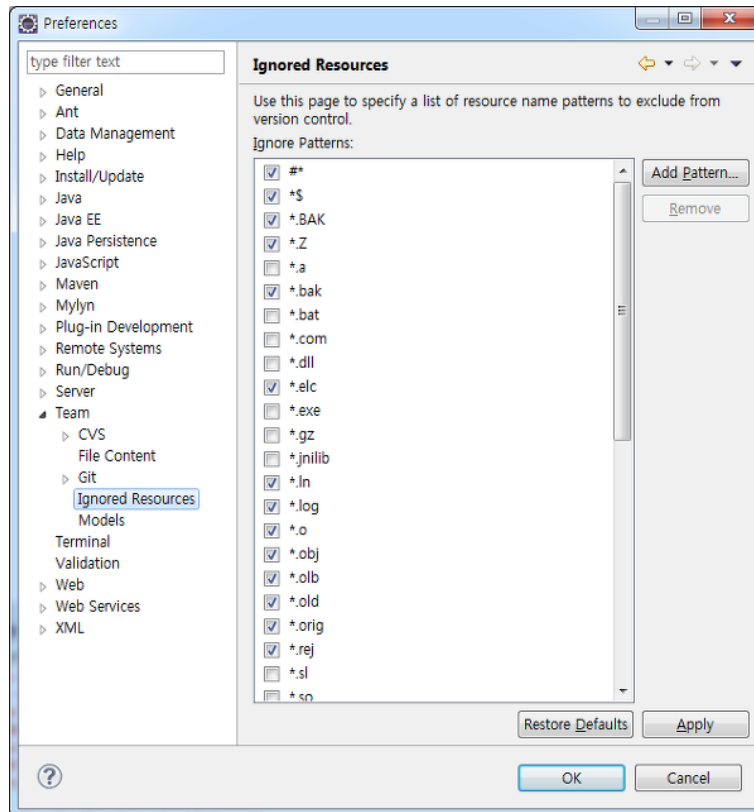 Preferences
type filter text
General
Ant
Data Management
Help
Install/Update
Java
Java EE
Java Persistence
JavaScript
Maven
Mylyn
Plug-in Development
Remote Systems
Run/Debug
Server
Team
CVS
File Content
Git
Ignored Resources
Models
Terminal
Validation
Web
Web Services
XML
Ignored Resources
Use this page to specify a list of resource name patterns to exclude from
version control.
Ignore Patterns:
#*
*$
*.BAK
*.Z
*.a
*.bak
*.bat
*.com
*.dll
*.elc
*.exe
*.gz
*.jnilib
*.ln
*.log
*.o
*.obj
*.olb
*.old
*.orig
*.rej
*.sl
*.so
Add Pattern...
Remove
Restore Defaults
Apply
OK
Cancel